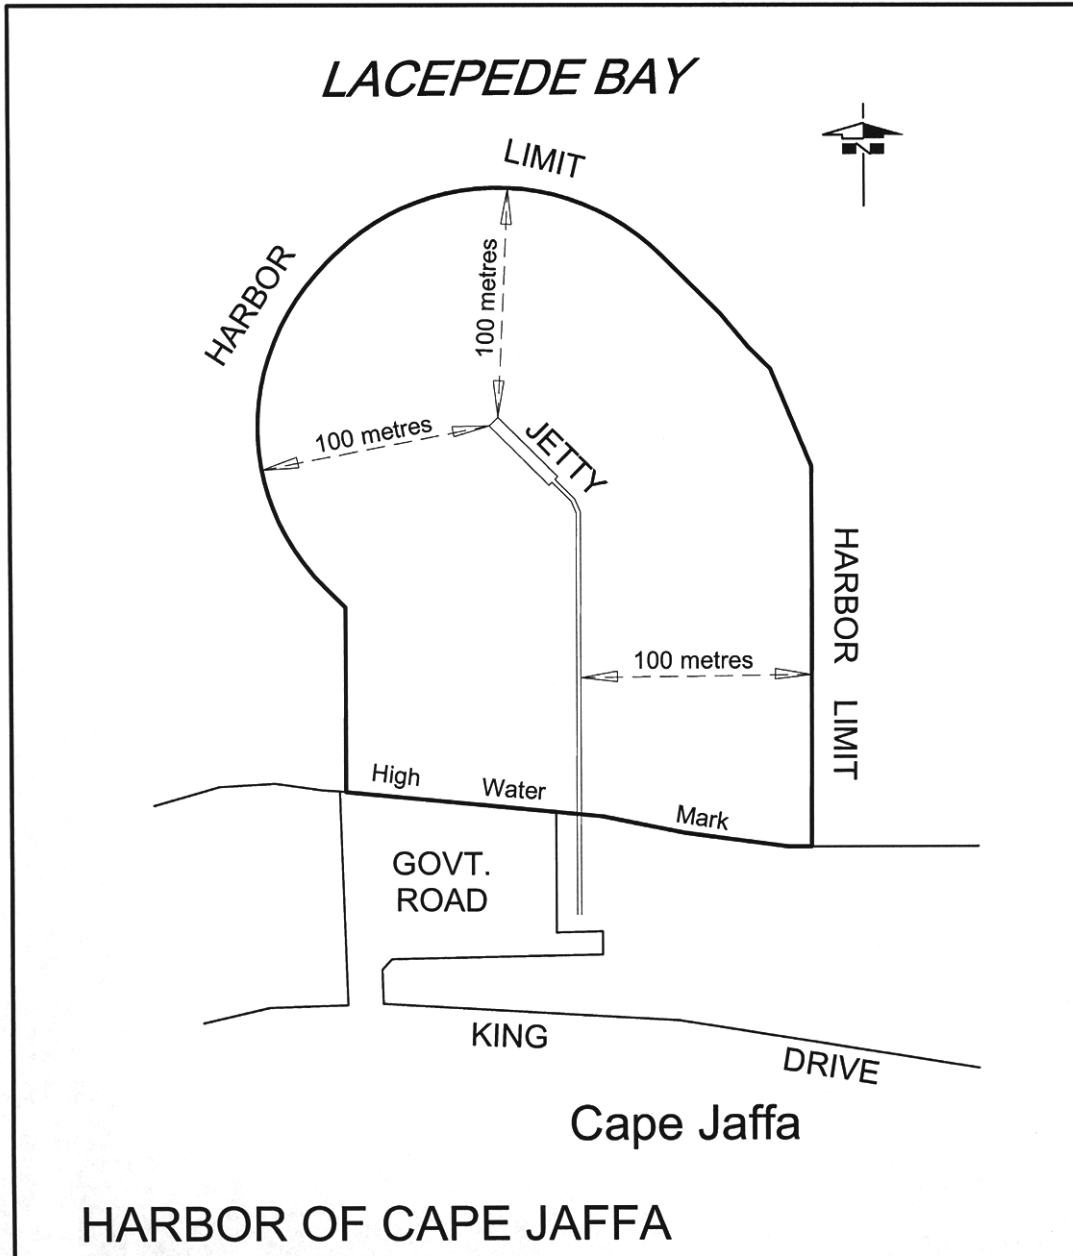 LACEPEDE BAY
LIMIT
N
HARBOR
100 metres
100 metres
JETTY
HARBOR LIMIT
100 metres
High Water Mark
GOVT.
ROAD
KING DRIVE
Cape Jaffa
HARBOR OF CAPE JAFFA